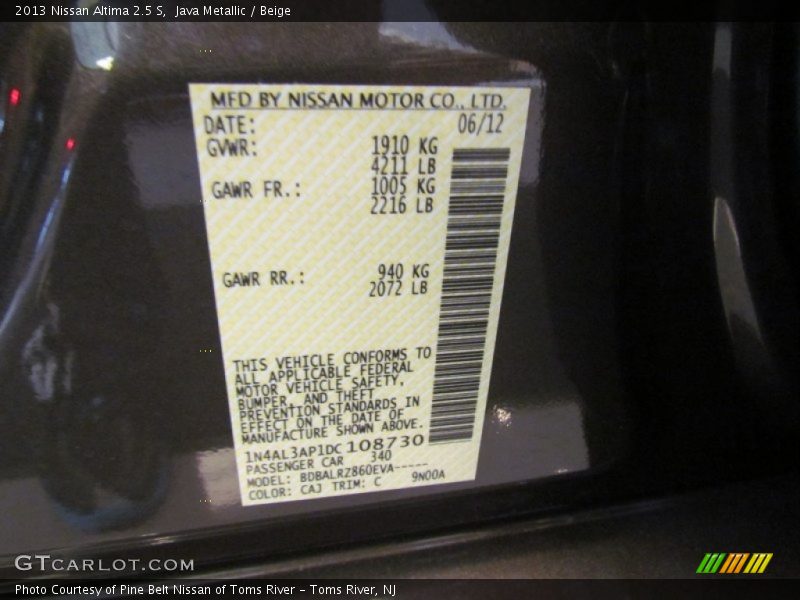 2013 Nissan Altima 2.5 S, Java Metallic / Beige
MFD BY NISSAN MOTOR CO., LTD.
DATE: 06/12
GVWR: 1910 KG
4211 LB
GAWR FR.: 1005 KG
2216 LB
GAWR RR.: 940 KG
2072 LB
THIS VEHICLE CONFORMS TO
ALL APPLICABLE FEDERAL
MOTOR VEHICLE SAFETY,
BUMPER, AND THEFT
PREVENTION STANDARDS IN
EFFECT ON THE DATE OF
MANUFACTURE SHOWN ABOVE.
1N4AL3AP1DC108730
PASSENGER CAR 340
MODEL: BDBALRZ860EVA-----
COLOR: CAJ TRIM: C 9N00A
GTCARLOT.COM
Photo Courtesy of Pine Belt Nissan of Toms River – Toms River, NJ